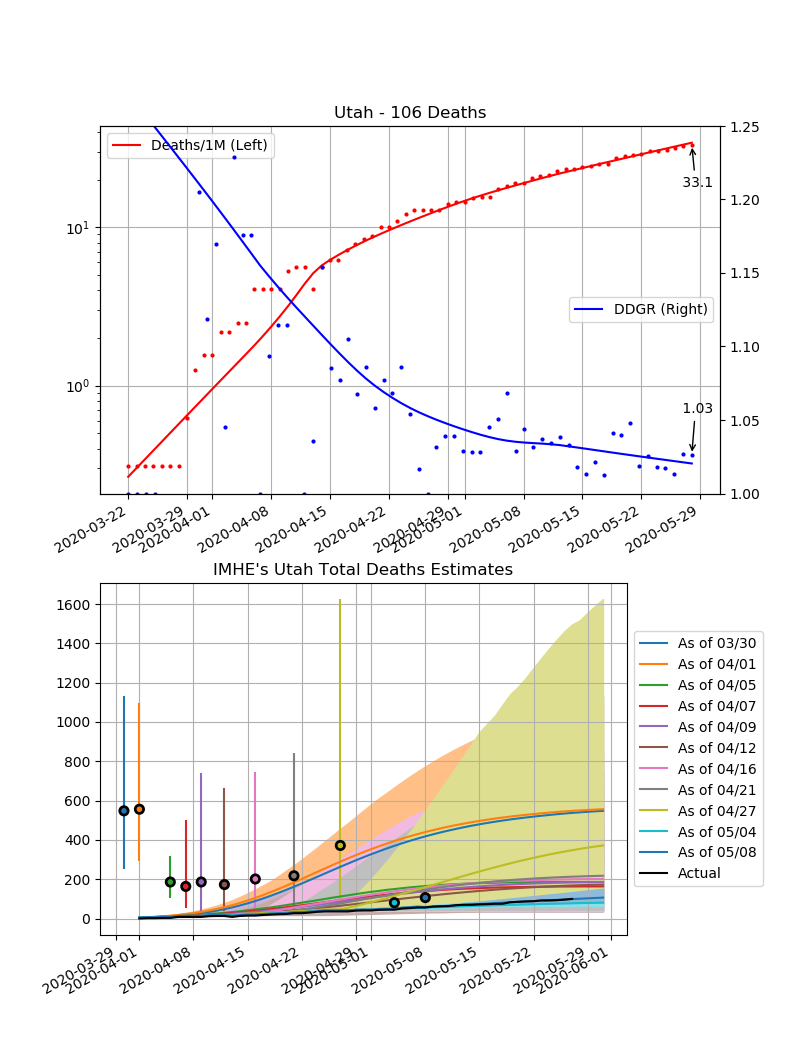 Utah - 106 Deaths
Deaths/1M (Left)
DDGR (Right)
33.1
1.03
10¹
10⁰
1.25
1.20
1.15
1.10
1.05
1.00
2020-03-22
2020-03-29
2020-04-01
2020-04-08
2020-04-15
2020-04-22
2020-04-29
2020-05-01
2020-05-08
2020-05-15
2020-05-22
2020-05-29
IMHE's Utah Total Deaths Estimates
1600
1400
1200
1000
800
600
400
200
0
As of 03/30
As of 04/01
As of 04/05
As of 04/07
As of 04/09
As of 04/12
As of 04/16
As of 04/21
As of 04/27
As of 05/04
As of 05/08
Actual
2020-03-29
2020-04-01
2020-04-08
2020-04-15
2020-04-22
2020-04-29
2020-05-01
2020-05-08
2020-05-15
2020-05-22
2020-05-29
2020-06-01